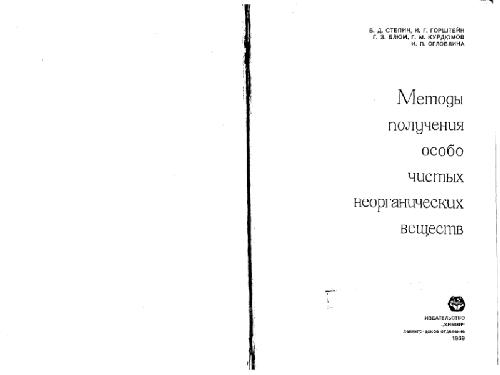 Б. Д. СТЕПИН, И. Г. ГОРШТЕЙН
Г. З. БЛЮМ, Г. М. КУРДЮМОВ
И. П. ОГЛОБЛИНА
Методы
получения
особо
чистых
неорганических
веществ
ИЗДАТЕЛЬСТВО
„ХИМИЯ“
ЛЕНИНГРАДСКОЕ ОТДЕЛЕНИЕ
1969